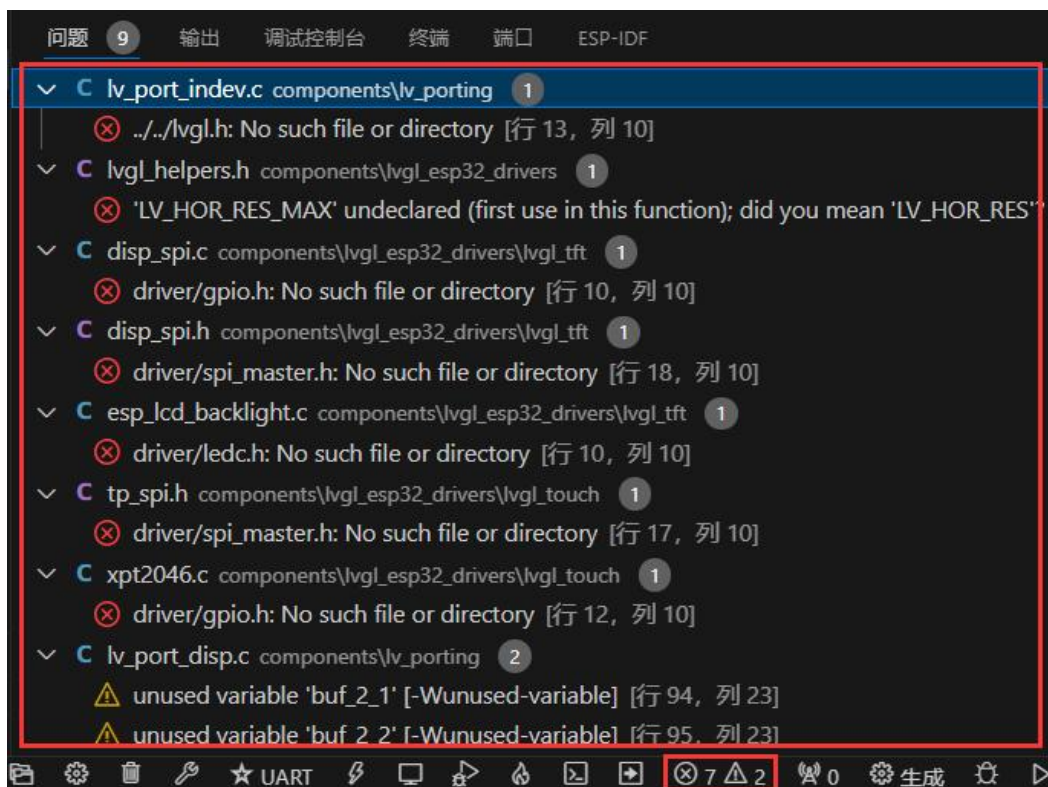 问题 9 输出 调试控制台 终端 端口 ESP-IDF
C lv_port_indev.c components\lv_porting 1
../../lvgl.h: No such file or directory [行 13, 列 10]
C lvgl_helpers.h components\lvgl_esp32_drivers 1
'LV_HOR_RES_MAX' undeclared (first use in this function); did you mean 'LV_HOR_RES'?
C disp_spi.c components\lvgl_esp32_drivers\lvgl_tft 1
driver/gpio.h: No such file or directory [行 10, 列 10]
C disp_spi.h components\lvgl_esp32_drivers\lvgl_tft 1
driver/spi_master.h: No such file or directory [行 18, 列 10]
C esp_lcd_backlight.c components\lvgl_esp32_drivers\lvgl_tft 1
driver/ledc.h: No such file or directory [行 10, 列 10]
C tp_spi.h components\lvgl_esp32_drivers\lvgl_touch 1
driver/spi_master.h: No such file or directory [行 17, 列 10]
C xpt2046.c components\lvgl_esp32_drivers\lvgl_touch 1
driver/gpio.h: No such file or directory [行 12, 列 10]
C lv_port_disp.c components\lv_porting 2
unused variable 'buf_2_1' [-Wunused-variable] [行 94, 列 23]
unused variable 'buf_2_2' [-Wunused-variable] [行 95, 列 23]
UART 7 2 0 生成